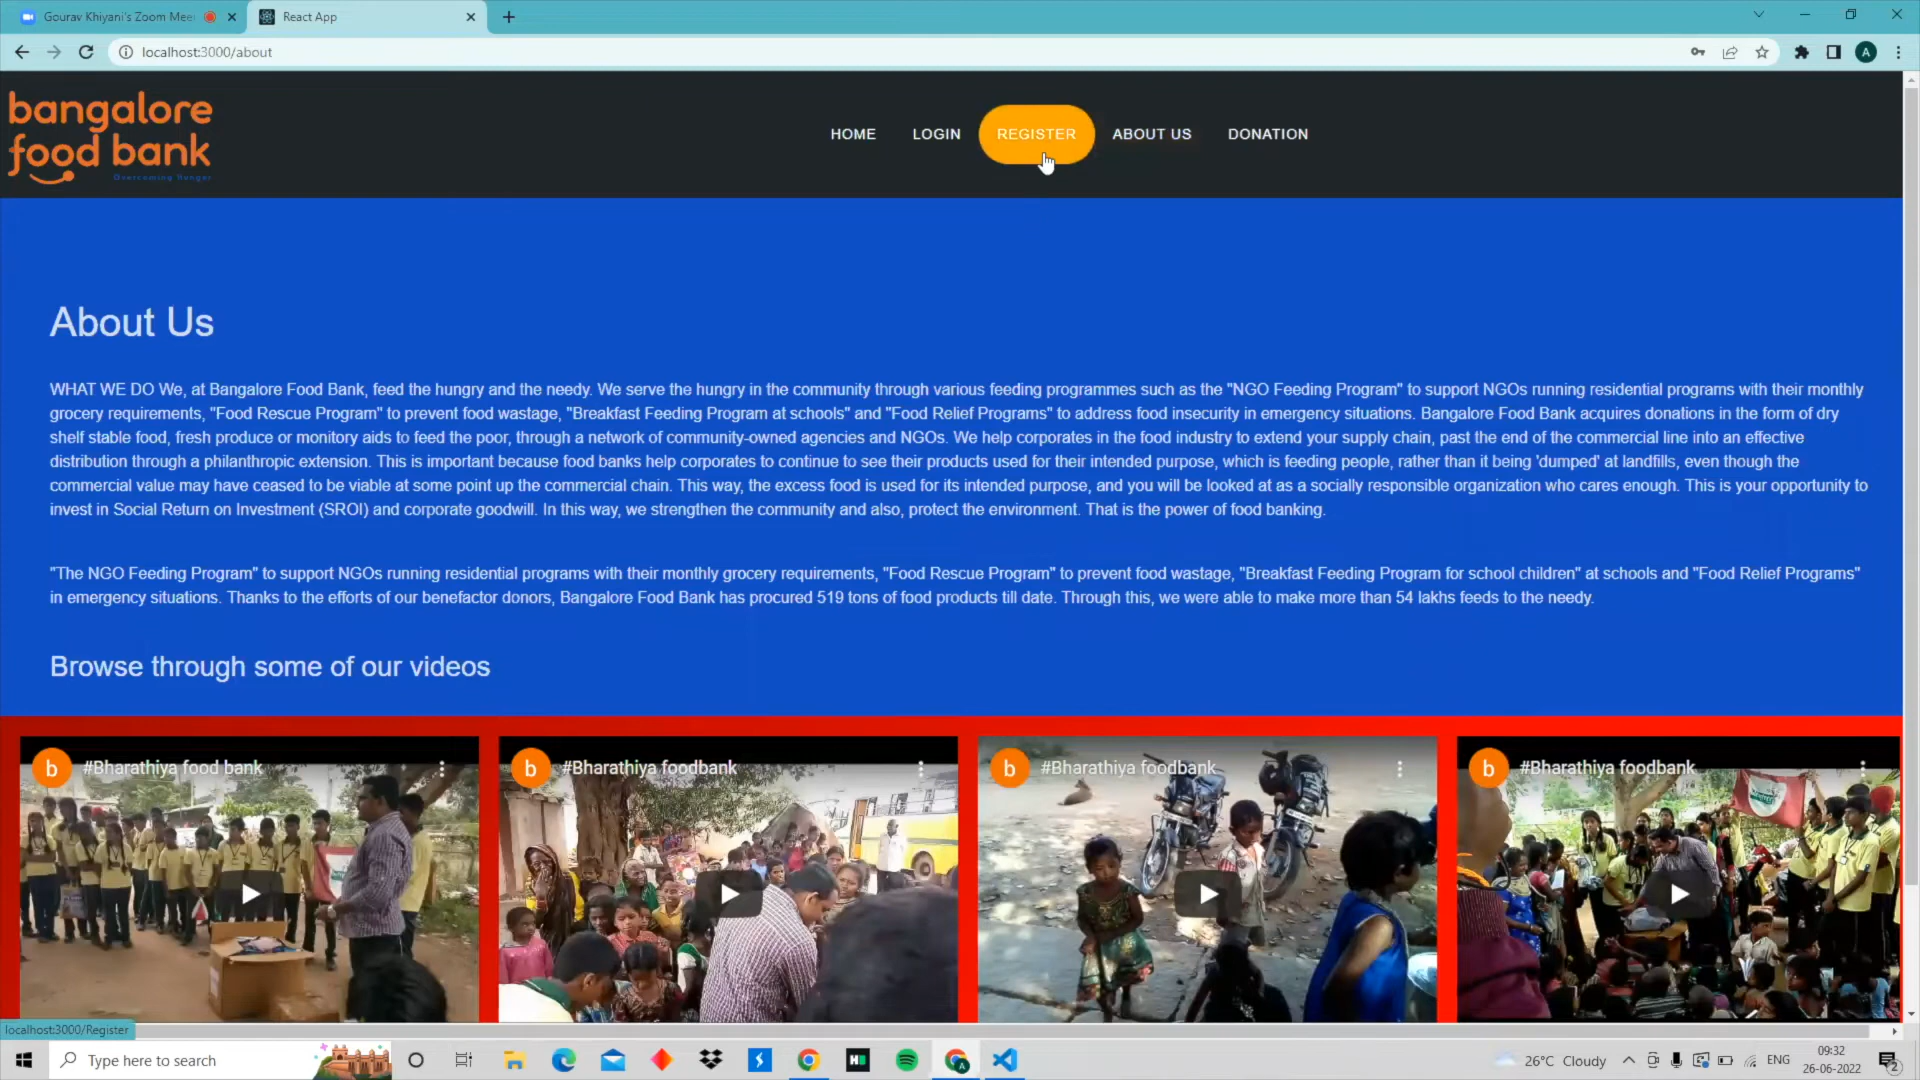 Gourav Khiyani's Zoom Mee
React App
localhost:3000/about
A
bangalore
food bank
Overcoming Hunger
HOME
LOGIN
REGISTER
ABOUT US
DONATION
About Us
WHAT WE DO We, at Bangalore Food Bank, feed the hungry and the needy. We serve the hungry in the community through various feeding programmes such as the "NGO Feeding Program" to support NGOs running residential programs with their monthly
grocery requirements, "Food Rescue Program" to prevent food wastage, "Breakfast Feeding Program at schools" and "Food Relief Programs" to address food insecurity in emergency situations. Bangalore Food Bank acquires donations in the form of dry
shelf stable food, fresh produce or monitory aids to feed the poor, through a network of community-owned agencies and NGOs. We help corporates in the food industry to extend your supply chain, past the end of the commercial line into an effective
distribution through a philanthropic extension. This is important because food banks help corporates to continue to see their products used for their intended purpose, which is feeding people, rather than it being 'dumped' at landfills, even though the
commercial value may have ceased to be viable at some point up the commercial chain. This way, the excess food is used for its intended purpose, and you will be looked at as a socially responsible organization who cares enough. This is your opportunity to
invest in Social Return on Investment (SROI) and corporate goodwill. In this way, we strengthen the community and also, protect the environment. That is the power of food banking.
"The NGO Feeding Program" to support NGOs running residential programs with their monthly grocery requirements, "Food Rescue Program" to prevent food wastage, "Breakfast Feeding Program for school children" at schools and "Food Relief Programs"
in emergency situations. Thanks to the efforts of our benefactor donors, Bangalore Food Bank has procured 519 tons of food products till date. Through this, we were able to make more than 54 lakhs feeds to the needy.
Browse through some of our videos
b #Bharathiya food bank
b #Bharathiya foodbank
b #Bharathiya foodbank
b #Bharathiya foodbank
localhost:3000/Register
Type here to search
26°C Cloudy
ENG
09:32
26-06-2022
2